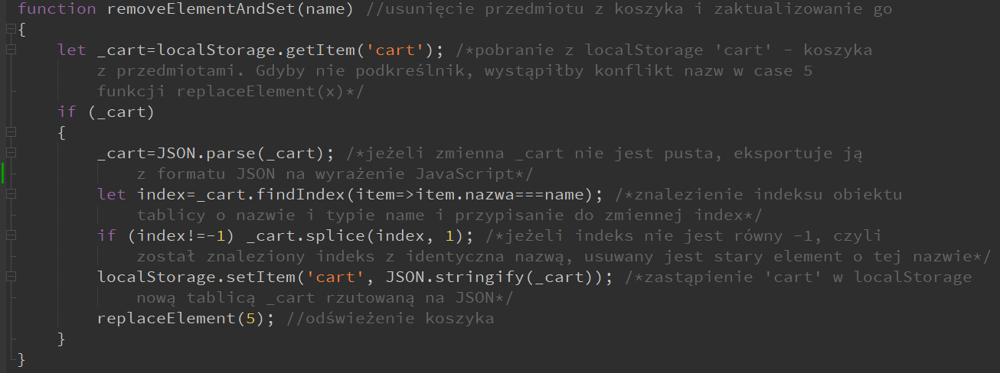 function removeElementAndSet(name) //usunięcie przedmiotu z koszyka i zaktualizowanie go
{
    let _cart=localStorage.getItem('cart'); /*pobranie z localStorage 'cart' - koszyka
        z przedmiotami. Gdyby nie podkreślnik, wystąpiłby konflikt nazw w case 5
        funkcji replaceElement(x)*/
    if (_cart)
    {
        _cart=JSON.parse(_cart); /*jeżeli zmienna _cart nie jest pusta, eksportuje ją
            z formatu JSON na wyrażenie JavaScript*/
        let index=_cart.findIndex(item=>item.nazwa===name); /*znalezienie indeksu obiektu
            tablicy o nazwie i typie name i przypisanie do zmiennej index*/
        if (index!==-1) _cart.splice(index, 1); /*jeżeli indeks nie jest równy -1, czyli
            został znaleziony indeks z identyczna nazwą, usuwany jest stary element o tej nazwie*/
        localStorage.setItem('cart', JSON.stringify(_cart)); /*zastąpienie 'cart' w localStorage
            nową tablicą _cart rzutowaną na JSON*/
        replaceElement(5); //odświeżenie koszyka
    }
}